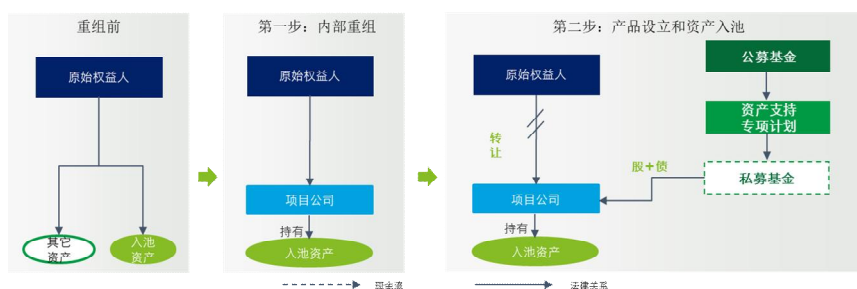 重组前
原始权益人
其它
资产
入池
资产
第一步：内部重组
原始权益人
项目公司
持有
入池资产
第二步：产品设立和资产入池
原始权益人
转
让
项目公司
持有
入池资产
公募基金
资产支持
专项计划
股+债
私募基金
现金流
法律关系